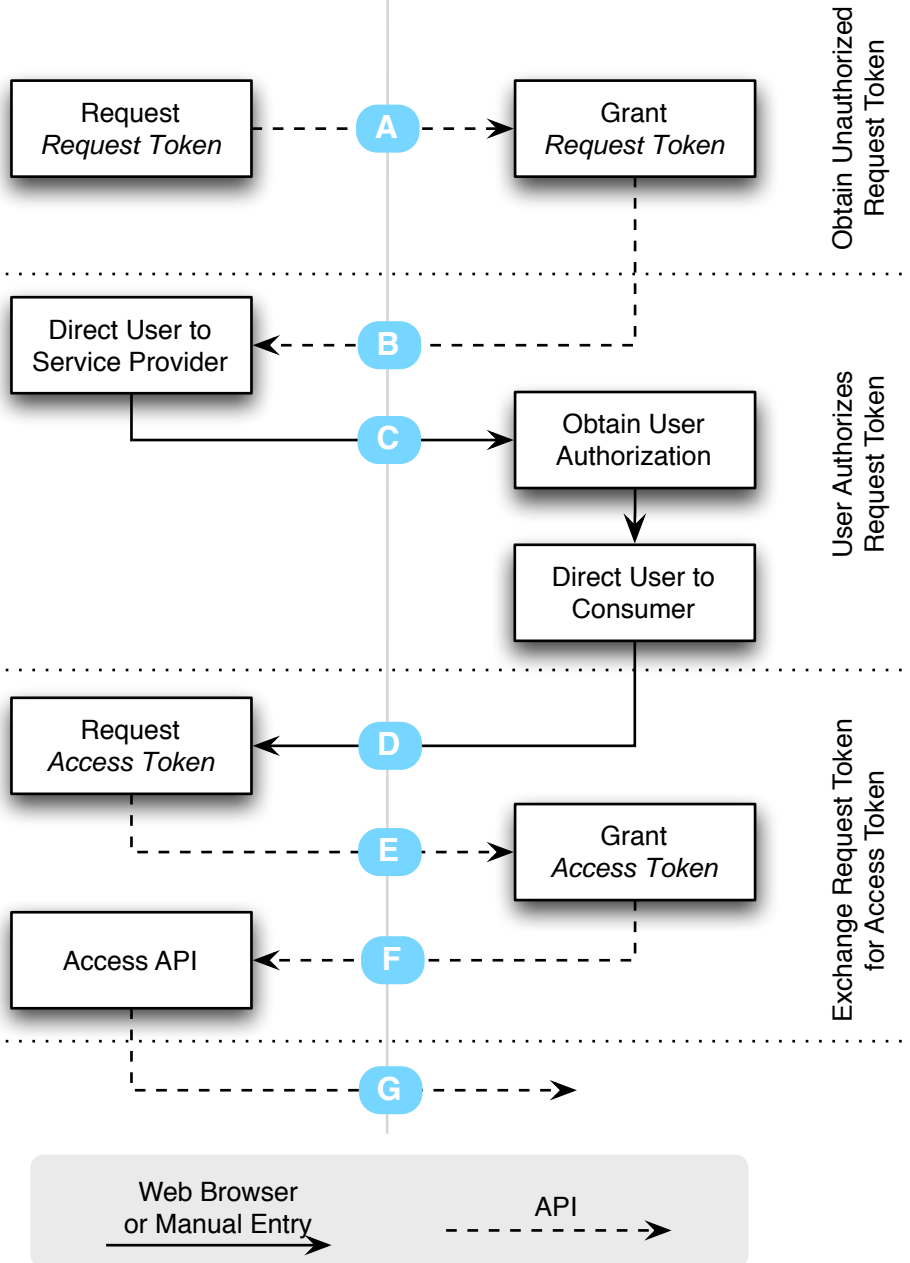 Request
Request Token
A
Grant
Request Token
Obtain Unauthorized
Request Token
Direct User to
Service Provider
B
C
Obtain User
Authorization
Direct User to
Consumer
User Authorizes
Request Token
Request
Access Token
D
E
Grant
Access Token
Access API
F
Exchange Request Token
for Access Token
G
Web Browser
or Manual Entry
API